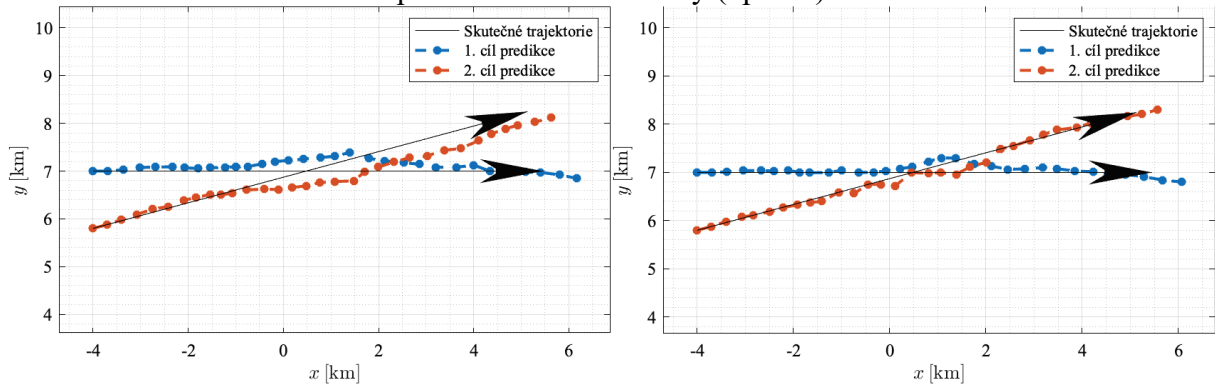 Skutečné trajektorie
1. cíl predikce
2. cíl predikce
10
9
8
7
6
5
4
y [km]
-4
-2
0
2
4
6
x [km]
Skutečné trajektorie
1. cíl predikce
2. cíl predikce
10
9
8
7
6
5
4
y [km]
-4
-2
0
2
4
6
x [km]